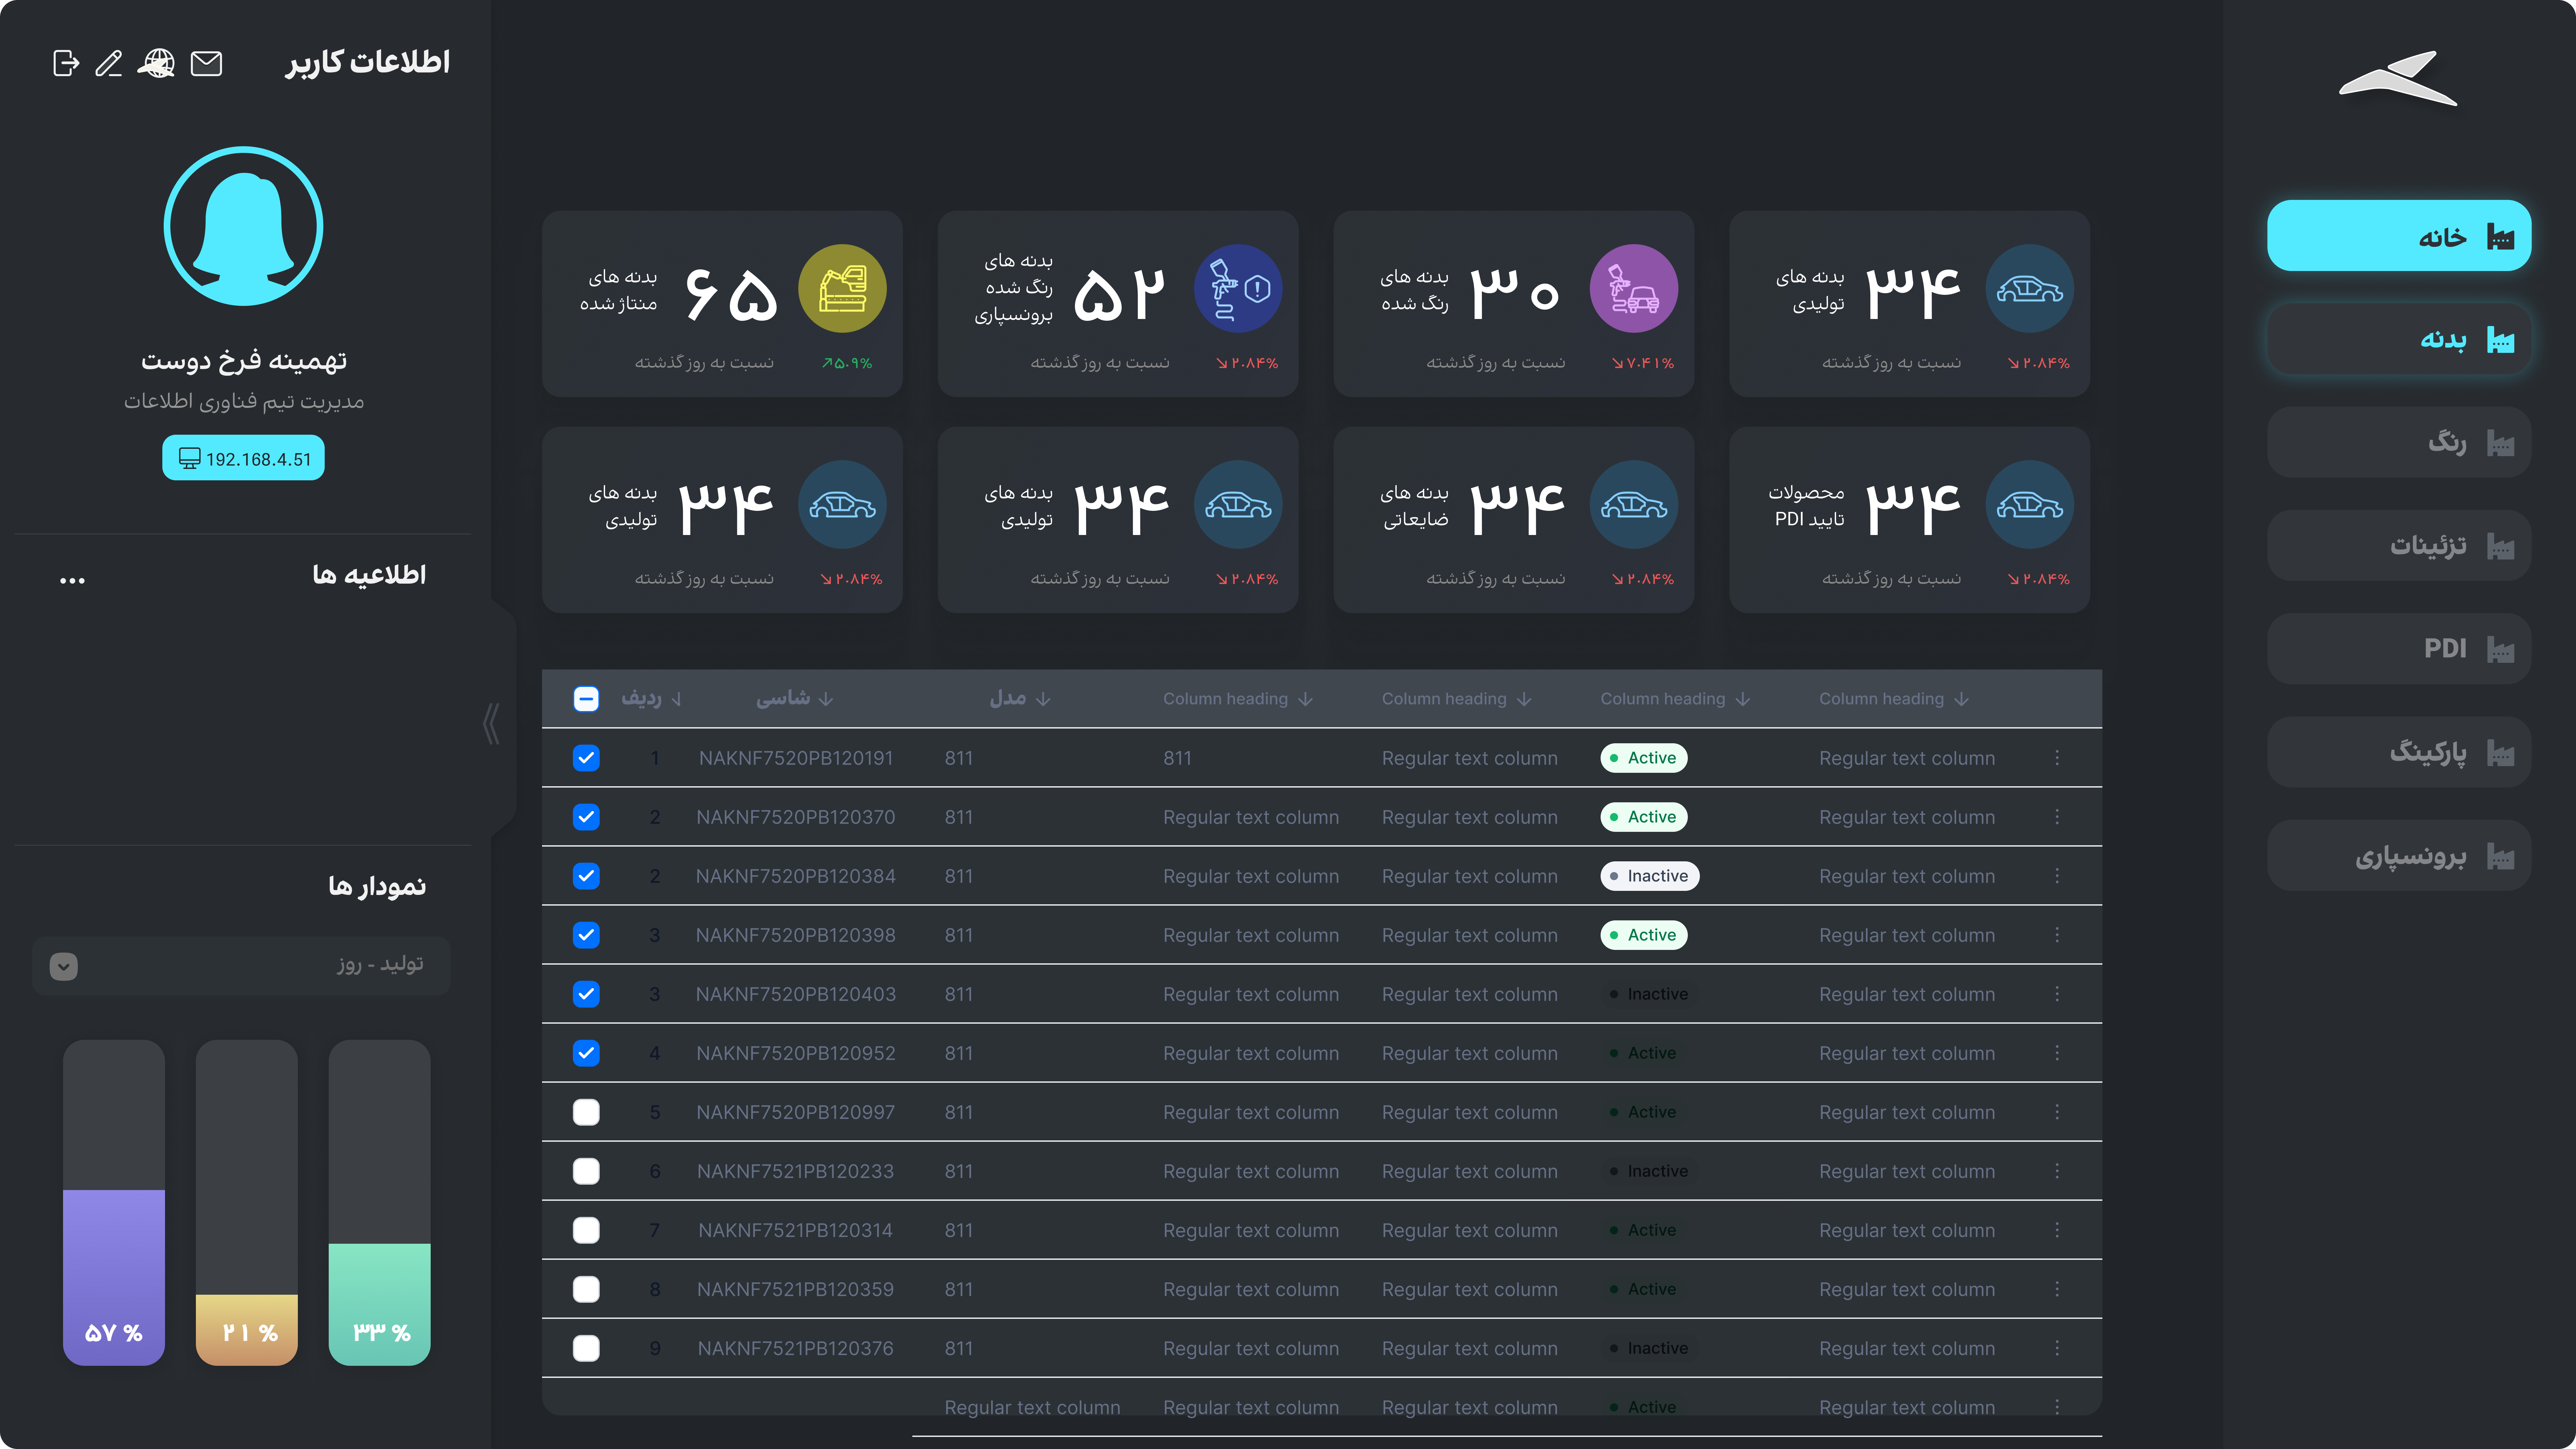 اطلاعات کاربر
تهمینه فرخ دوست
مدیریت تیم فناوری اطلاعات
192.168.4.51
اطلاعیه ها
...
نمودار ها
تولید - روز
۳۳ %
۲۱ %
۵۷ %
خانه
بدنه
رنگ
تزئینات
PDI
پارکینگ
برونسپاری
بدنه های
تولیدی
۳۴
۲.۸۴%
نسبت به روز گذشته
بدنه های
رنگ شده
۳۰
۷.۴۱%
نسبت به روز گذشته
بدنه های
رنگ شده
برونسپاری
۵۲
۲.۸۴%
نسبت به روز گذشته
بدنه های
منتاژ شده
۶۵
۵.۹%
نسبت به روز گذشته
محصولات
تایید PDI
۳۴
۲.۸۴%
نسبت به روز گذشته
بدنه های
ضایعاتی
۳۴
۲.۸۴%
نسبت به روز گذشته
بدنه های
تولیدی
۳۴
۲.۸۴%
نسبت به روز گذشته
بدنه های
تولیدی
۳۴
۲.۸۴%
نسبت به روز گذشته
ردیف شاسی مدل Column heading Column heading Column heading Column heading
1 NAKNF7520PB120191 811 811 Regular text column Active Regular text column
2 NAKNF7520PB120370 811 Regular text column Regular text column Active Regular text column
2 NAKNF7520PB120384 811 Regular text column Regular text column Inactive Regular text column
3 NAKNF7520PB120398 811 Regular text column Regular text column Active Regular text column
3 NAKNF7520PB120403 811 Regular text column Regular text column Inactive Regular text column
4 NAKNF7520PB120952 811 Regular text column Regular text column Active Regular text column
5 NAKNF7520PB120997 811 Regular text column Regular text column Active Regular text column
6 NAKNF7521PB120233 811 Regular text column Regular text column Inactive Regular text column
7 NAKNF7521PB120314 811 Regular text column Regular text column Active Regular text column
8 NAKNF7521PB120359 811 Regular text column Regular text column Active Regular text column
9 NAKNF7521PB120376 811 Regular text column Regular text column Inactive Regular text column
Regular text column Regular text column Regular text column Active Regular text column